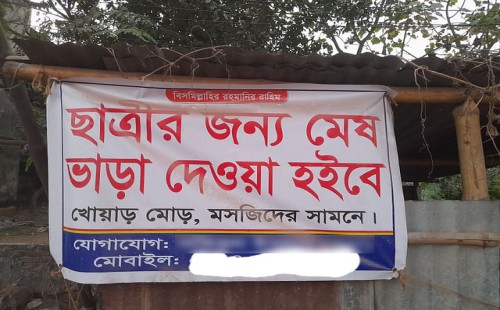 বিসমিল্লাহির রহমানির রাহিম
ছাত্রীর জন্য মেষ
ভাড়া দেওয়া হইবে
খোয়াড় মোড়, মসজিদের সামনে।
যোগাযোগ:
মোবাইল: